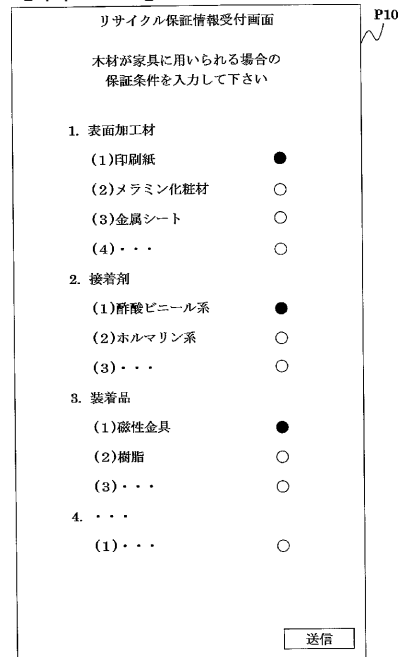 リサイクル保証情報受付画面
P10
木材が家具に用いられる場合の
保証条件を入力して下さい
1. 表面加工材
(1)印刷紙
(2)メラミン化粧材
(3)金属シート
(4)・・・
2. 接着剤
(1)酢酸ビニール系
(2)ホルマリン系
(3)・・・
3. 装着品
(1)磁性金具
(2)樹脂
(3)・・・
4. ・・・
(1)・・・
送信